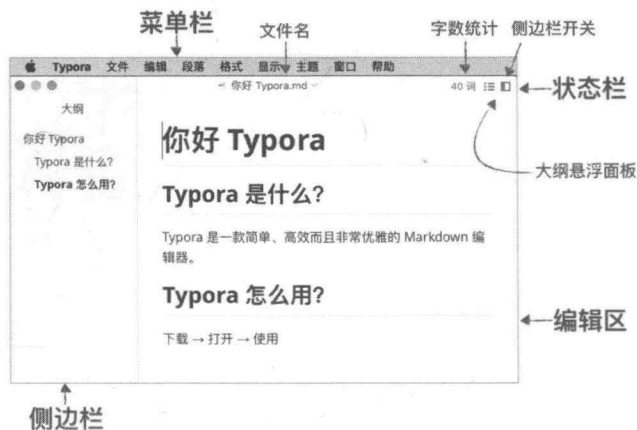 菜单栏 文件名 字数统计 侧边栏开关
Typora 文件 编辑 段落 格式 显示 主题 窗口 帮助
你好 Typora.md 40 词
状态栏
大纲
你好 Typora
你好 Typora
Typora 是什么?
大纲悬浮面板
Typora 怎么用?
Typora 是什么?
Typora 是一款简单、高效而且非常优雅的 Markdown 编
辑器。
Typora 怎么用?
编辑区
下载 → 打开 → 使用
侧边栏